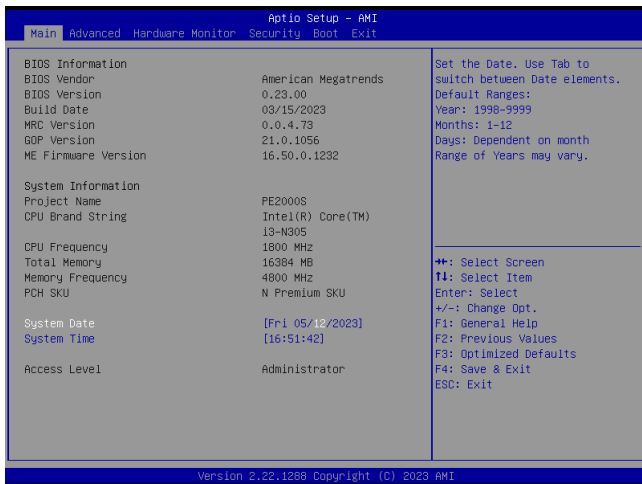 Aptio Setup – AMI
Main Advanced Hardware Monitor Security Boot Exit
BIOS Information
BIOS Vendor American Megatrends
BIOS Version 0.23.00
Build Date 03/15/2023
MRC Version 0.0.4.73
GOP Version 21.0.1056
ME Firmware Version 16.50.0.1232
System Information
Project Name PE2000S
CPU Brand String Intel(R) Core(TM)
i3-N305
CPU Frequency 1800 MHz
Total Memory 16384 MB
Memory Frequency 4800 MHz
PCH SKU N Premium SKU
System Date [Fri 05/12/2023]
System Time [16:51:42]
Access Level Administrator
Set the Date. Use Tab to
switch between Date elements.
Default Ranges:
Year: 1998-9999
Months: 1-12
Days: Dependent on month
Range of Years may vary.
→←: Select Screen
↑↓: Select Item
Enter: Select
+/-: Change Opt.
F1: General Help
F2: Previous Values
F3: Optimized Defaults
F4: Save & Exit
ESC: Exit
Version 2.22.1288 Copyright (C) 2023 AMI